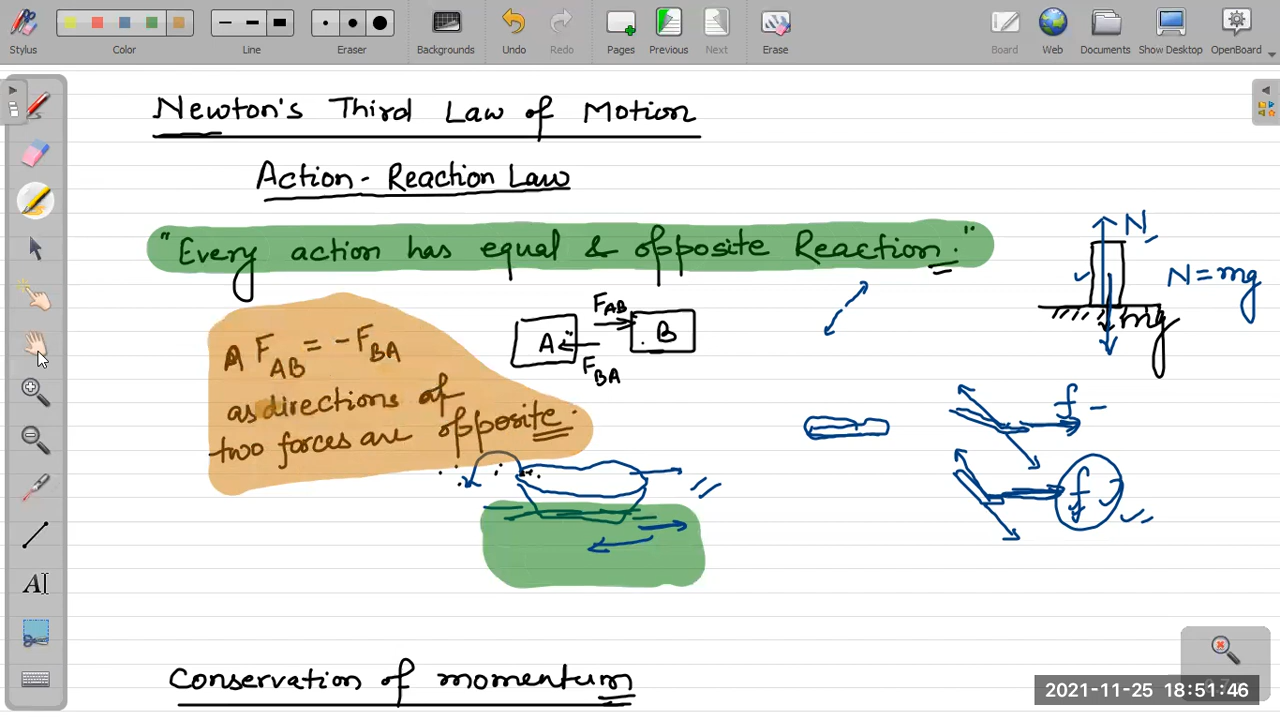 Stylus
Color
Line
Eraser
Backgrounds
Undo
Redo
Pages
Previous
Next
Erase
Board
Web
Documents
Show Desktop
OpenBoard
Newton's Third Law of Motion
Action - Reaction Law
"Every action has equal & opposite Reaction."
N
N = mg
mg
F_AB
A
B
F_BA
F_AB = -F_BA
as directions of
two forces are opposite.
f
f
Conservation of momentum
2021-11-25 18:51:46